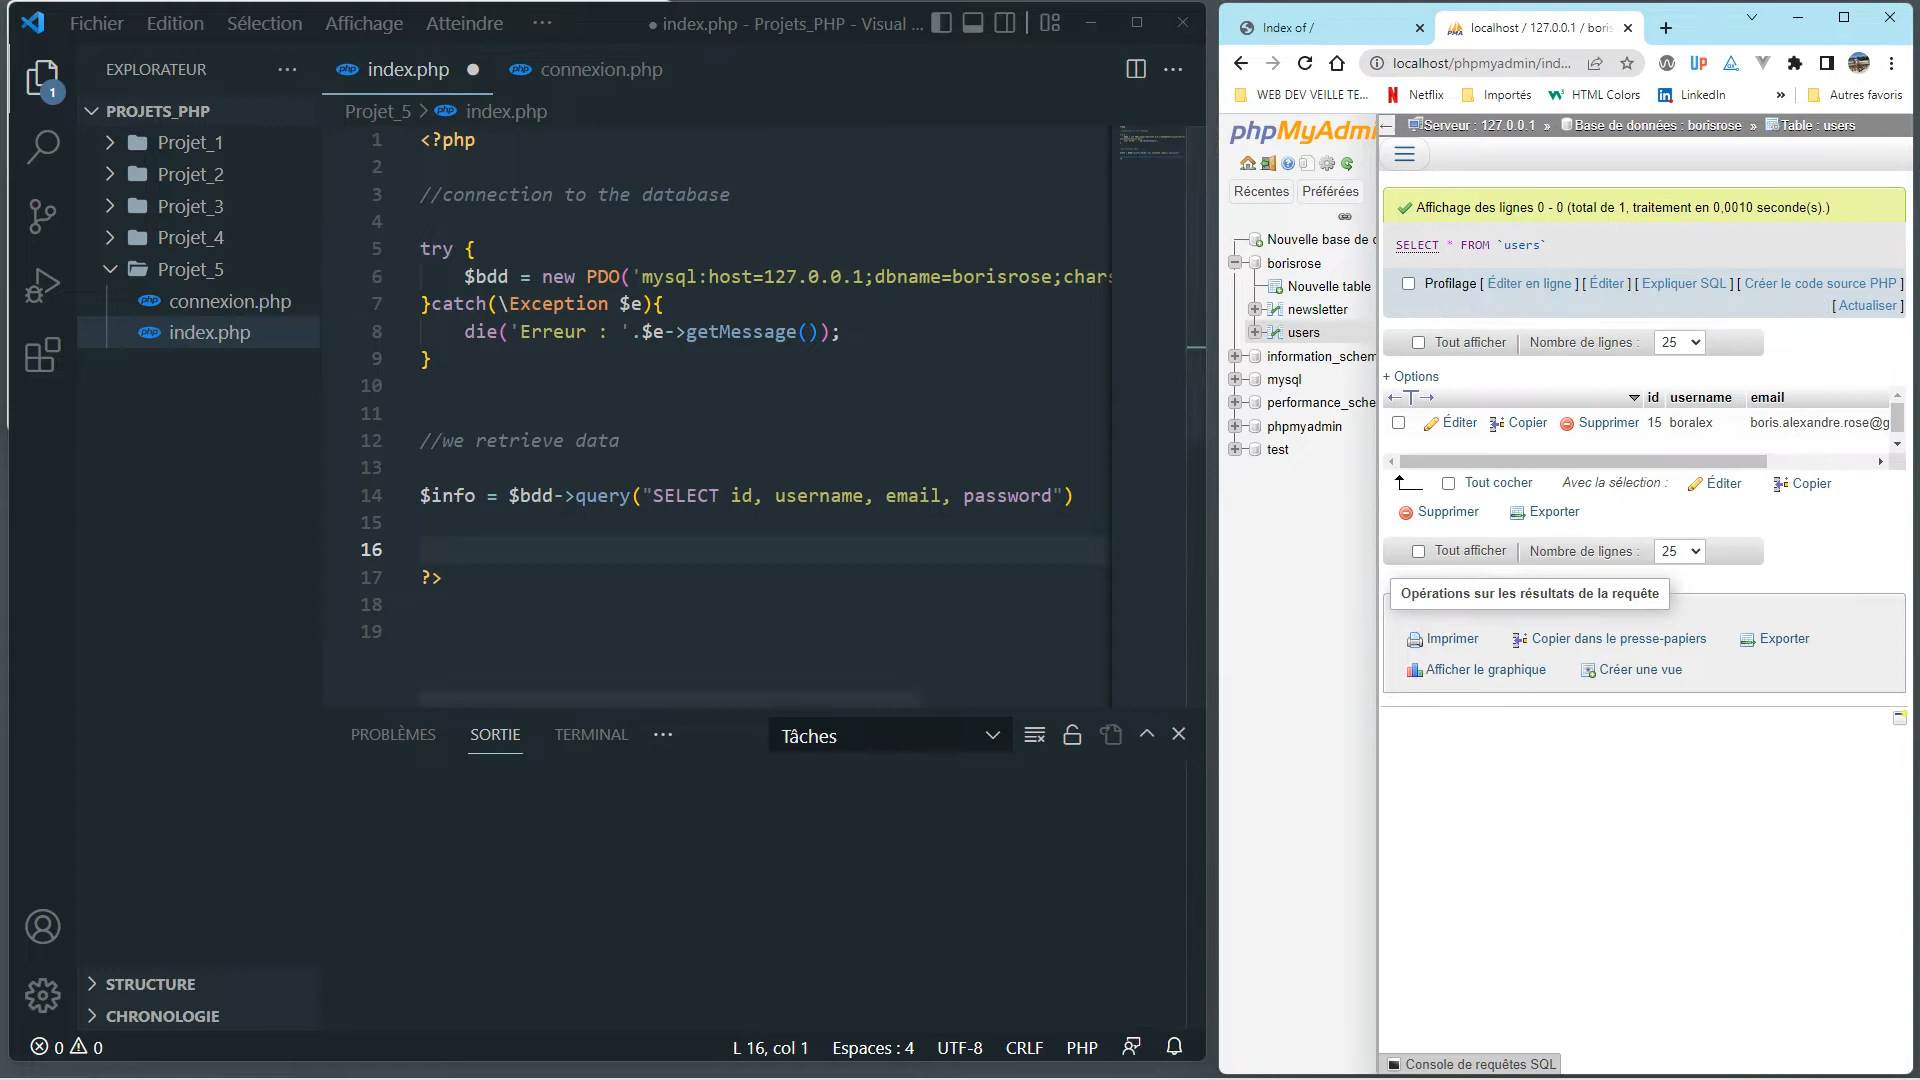 Fichier Edition Sélection Affichage Atteindre ··· ● index.php - Projets_PHP - Visual ...
EXPLORATEUR ···
1
PROJETS_PHP
Projet_1
Projet_2
Projet_3
Projet_4
Projet_5
connexion.php
index.php
STRUCTURE
CHRONOLOGIE
index.php ● connexion.php ···
Projet_5 > index.php
1 <?php
2
3 //connection to the database
4
5 try {
6 $bdd = new PDO('mysql:host=127.0.0.1;dbname=borisrose;chars
7 }catch(\Exception $e){
8 die('Erreur : '.$e->getMessage());
9 }
10
11
12 //we retrieve data
13
14 $info = $bdd->query("SELECT id, username, email, password")
15
16
17 ?>
18
19
PROBLÈMES SORTIE TERMINAL ··· Tâches
0 0 L 16, col 1 Espaces : 4 UTF-8 CRLF PHP
Index of / localhost / 127.0.0.1 / boris
localhost/phpmyadmin/ind... UP
WEB DEV VEILLE TE... Netflix Importés HTML Colors LinkedIn » Autres favoris
phpMyAdmi
Récentes Préférées
Nouvelle base de
borisrose
Nouvelle table
newsletter
users
information_schem
mysql
performance_sche
phpmyadmin
test
Serveur : 127.0.0.1 » Base de données : borisrose » Table : users
Affichage des lignes 0 - 0 (total de 1, traitement en 0,0010 seconde(s).)
SELECT * FROM `users`
Profilage [ Éditer en ligne ] [ Éditer ] [ Expliquer SQL ] [ Créer le code source PHP ]
[ Actualiser ]
Tout afficher Nombre de lignes : 25
+ Options
←T→ id username email
Éditer Copier Supprimer 15 boralex boris.alexandre.rose@g
Tout cocher Avec la sélection : Éditer Copier
Supprimer Exporter
Tout afficher Nombre de lignes : 25
Opérations sur les résultats de la requête
Imprimer Copier dans le presse-papiers Exporter
Afficher le graphique Créer une vue
Console de requêtes SQL